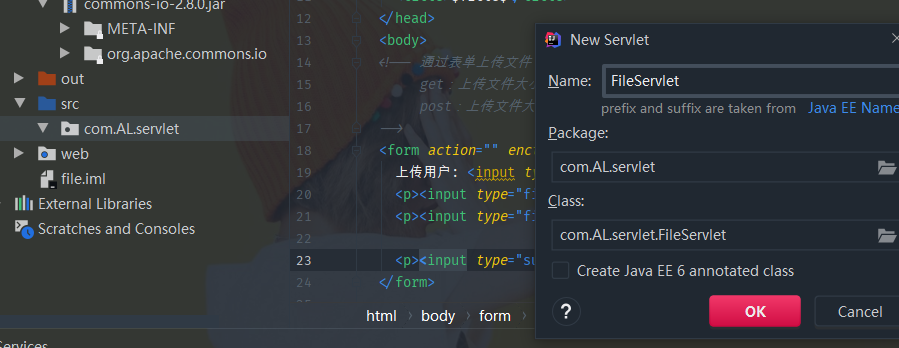 commons-io-2.8.0.jar
META-INF
org.apache.commons.io
out
src
com.AL.servlet
web
file.iml
External Libraries
Scratches and Consoles
Services
12 </head>
13 <body>
14 <!-- 通过表单上传文件
15 get：上传文件大小
16 post：上传文件大
17 -->
18 <form action="" enc
19 上传用户：<input ty
20 <p><input type="fi
21 <p><input type="fi
22
23 <p><input type="su
24 </form>
html › body › form ›
New Servlet
Name: FileServlet
prefix and suffix are taken from Java EE Name
Package:
com.AL.servlet
Class:
com.AL.servlet.FileServlet
Create Java EE 6 annotated class
? OK Cancel